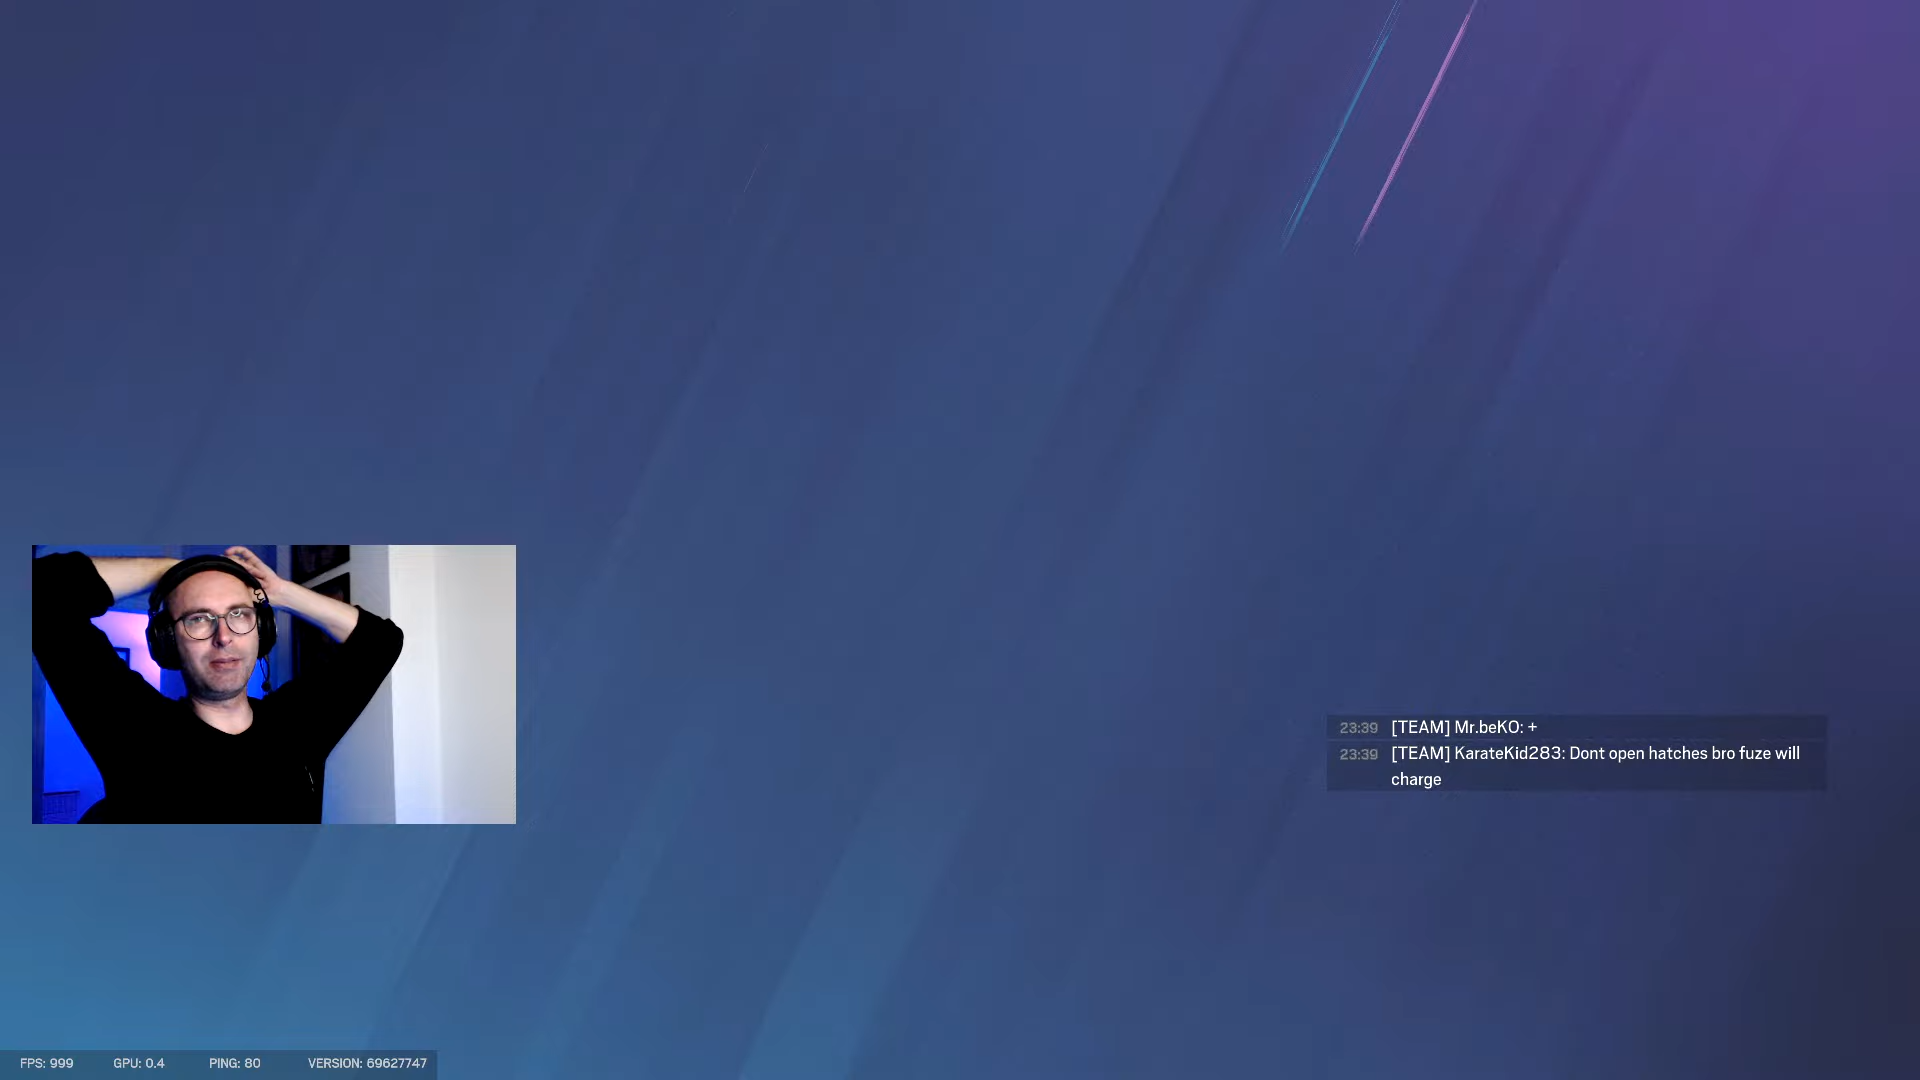 23:39 [TEAM] Mr.beKO: +
23:39 [TEAM] KarateKid283: Dont open hatches bro fuze will
charge
FPS: 999 GPU: 0.4 PING: 80 VERSION: 69627747